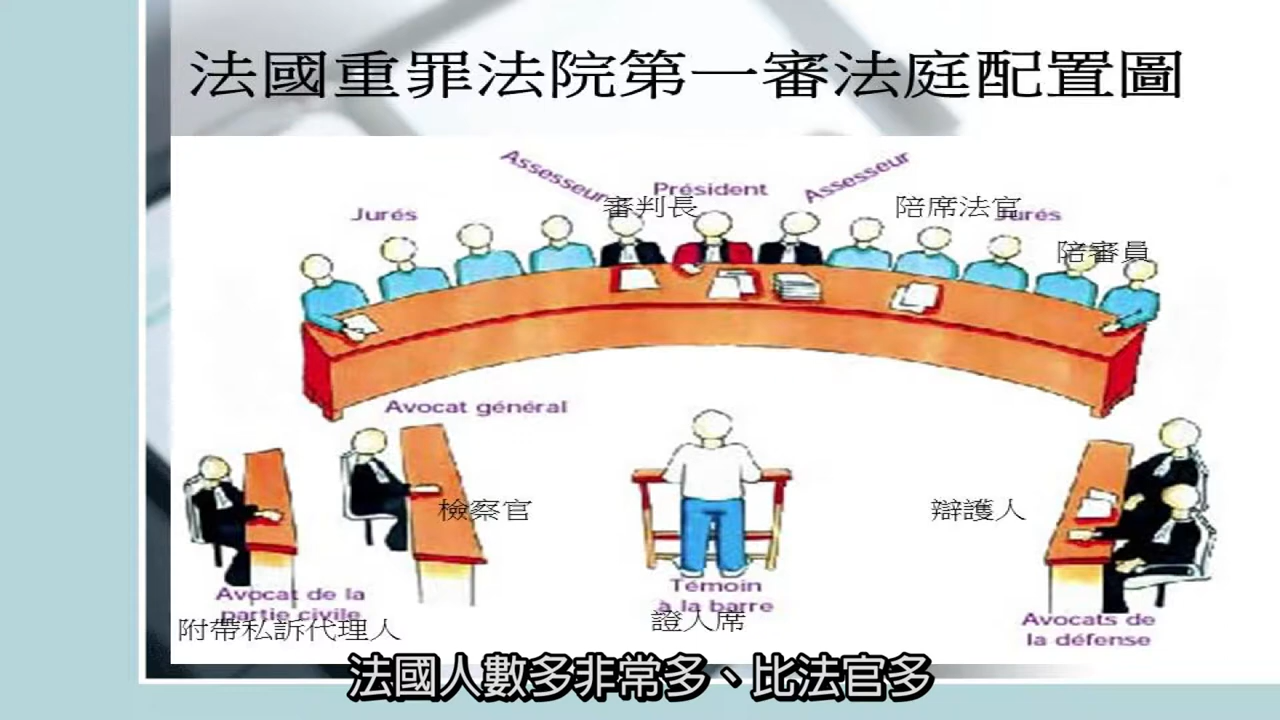 法國重罪法院第一審法庭配置圖
Assesseur
Président
Assesseur
Jurés
審判長
陪席法官
Jurés
陪審員
Avocat général
檢察官
辯護人
Avocat de la
partie civile
附帶私訴代理人
Témoin
à la barre
證人席
Avocats de
la défense
法國人數多非常多、比法官多